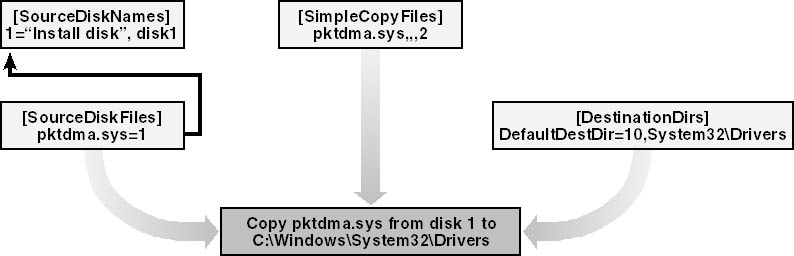 [SourceDiskNames]
1=“Install disk”, disk1
[SimpleCopyFiles]
pktdma.sys,,,2
[SourceDiskFiles]
pktdma.sys=1
[DestinationDirs]
DefaultDestDir=10,System32\Drivers
Copy pktdma.sys from disk 1 to
C:\Windows\System32\Drivers